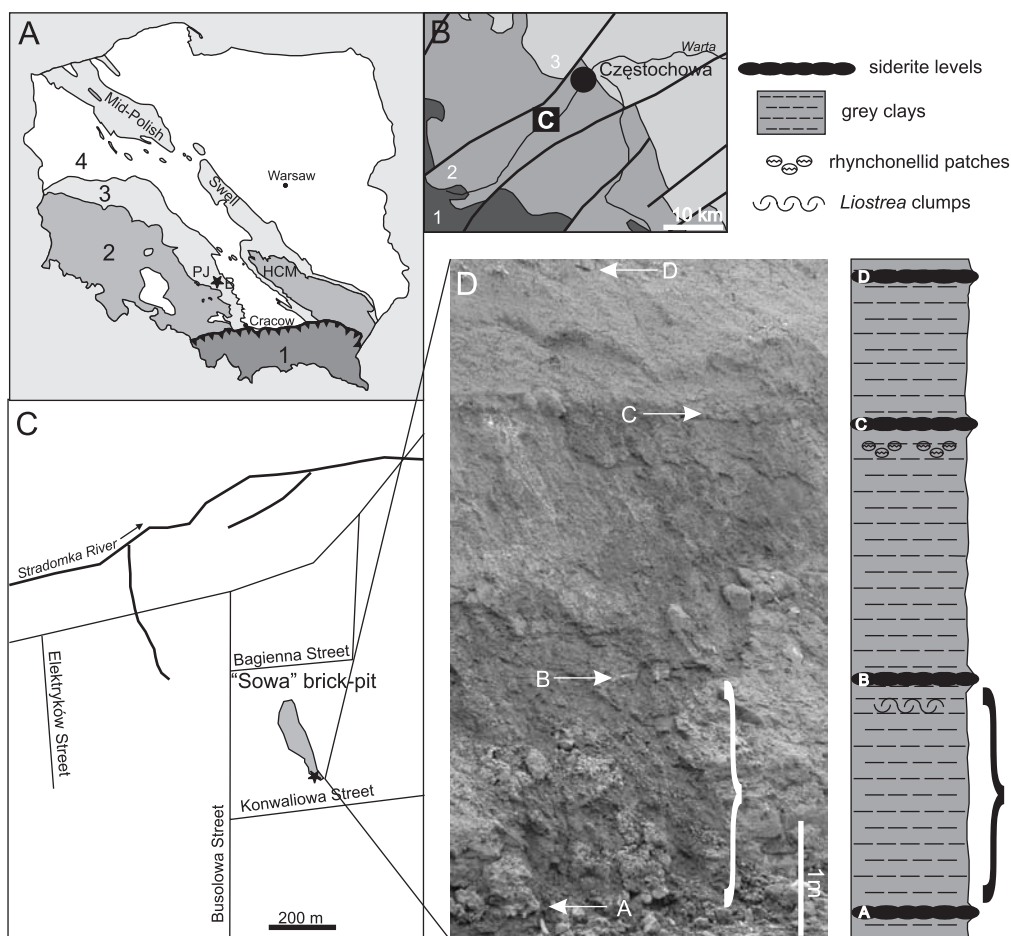 A
Mid-Polish
Swell
4
3
2
Warsaw
PJ
B
HCM
Cracow
1
B
Warta
3
Częstochowa
C
2
1
10 km
siderite levels
grey clays
rhynchonellid patches
Liostrea clumps
C
Stradomka River
Elektryków Street
Bagienna Street
“Sowa” brick-pit
Konwaliowa Street
Busolowa Street
200 m
D
D
C
B
A
1m
D
C
B
A